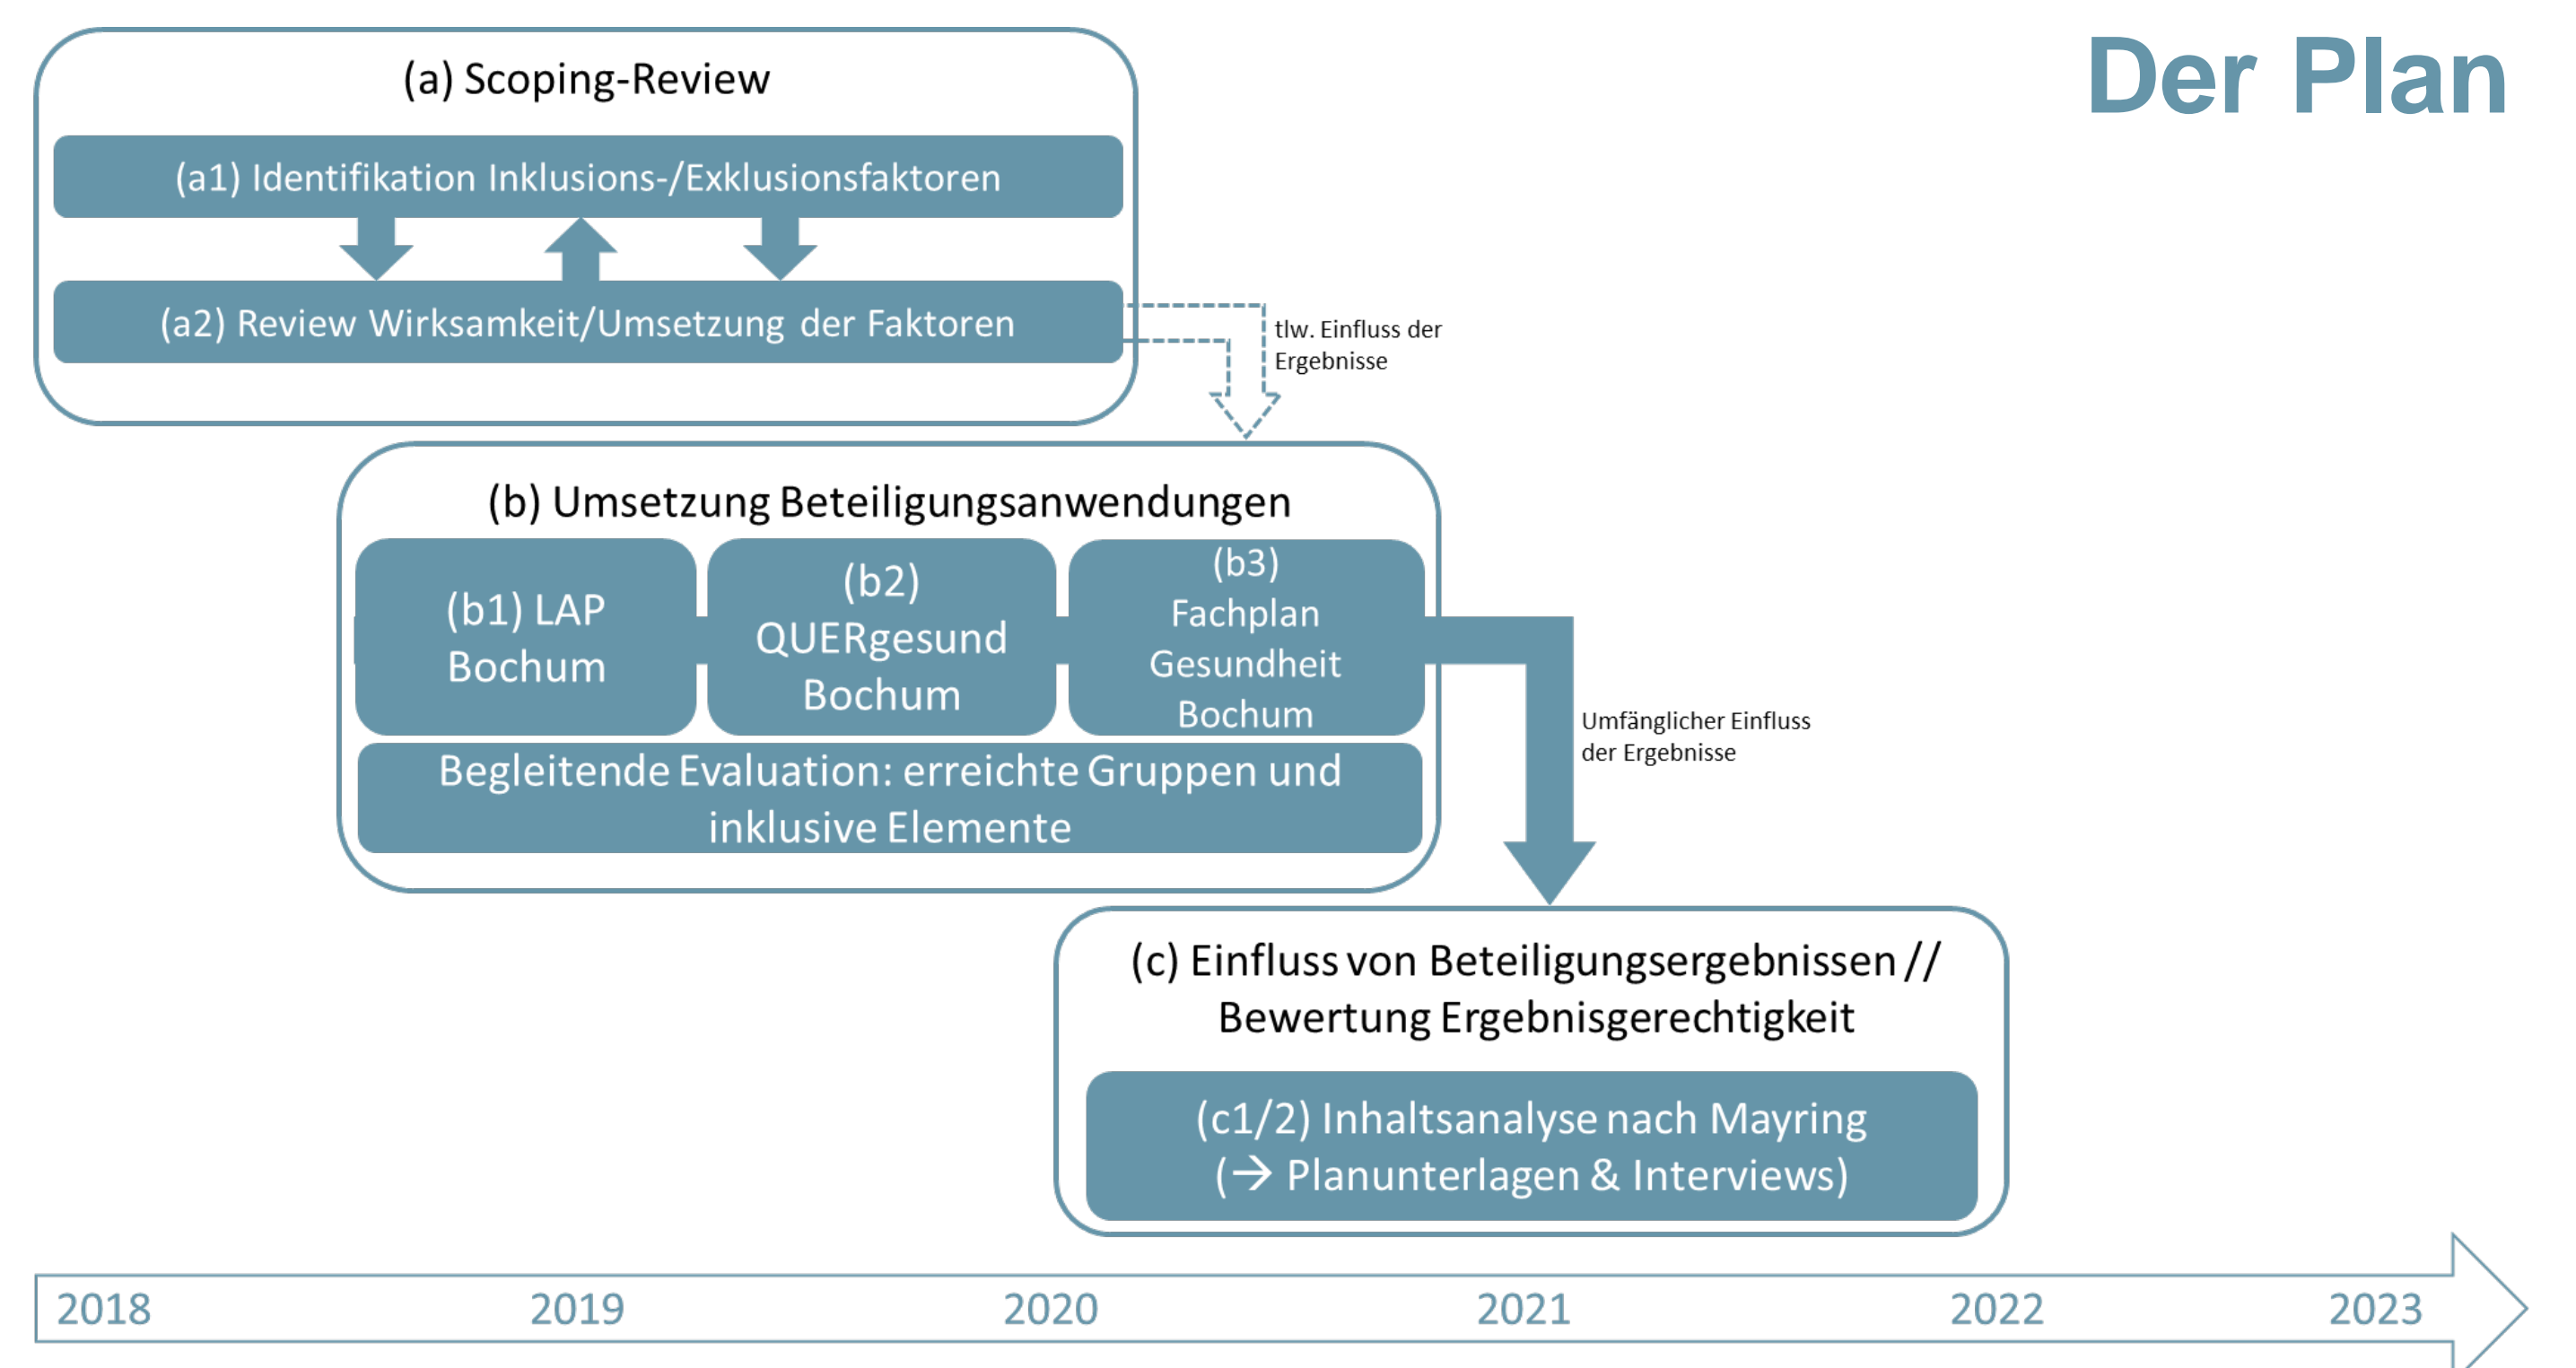 Der Plan
(a) Scoping-Review
(a1) Identifikation Inklusions-/Exklusionsfaktoren
(a2) Review Wirksamkeit/Umsetzung der Faktoren
tlw. Einfluss der
Ergebnisse
(b) Umsetzung Beteiligungsanwendungen
(b1) LAP
Bochum
(b2)
QUERgesund
Bochum
(b3)
Fachplan
Gesundheit
Bochum
Begleitende Evaluation: erreichte Gruppen und
inklusive Elemente
Umfänglicher Einfluss
der Ergebnisse
(c) Einfluss von Beteiligungsergebnissen //
Bewertung Ergebnisgerechtigkeit
(c1/2) Inhaltsanalyse nach Mayring
(→ Planunterlagen & Interviews)
2018 2019 2020 2021 2022 2023